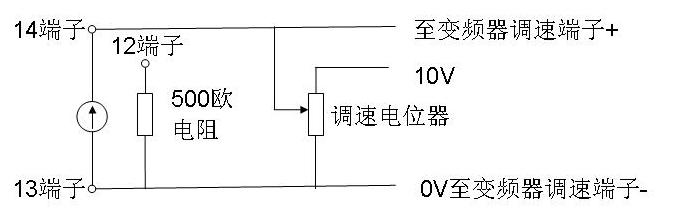 14端子
至变频器调速端子+
12端子
10V
500欧
电阻
调速电位器
13端子
0V至变频器调速端子-